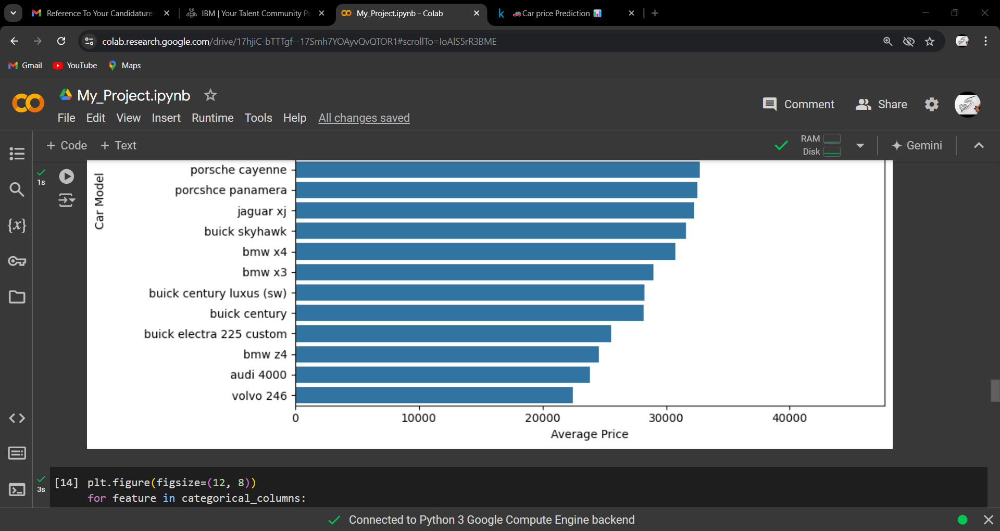 Reference To Your Candidature
IBM | Your Talent Community Pr
My_Project.ipynb - Colab
k
🚗Car price Prediction 📊
colab.research.google.com/drive/17hjiC-bTTTgf--17Smh7YOAyvQvQTOR1#scrollTo=IoAlS5rR3BME
Gmail
YouTube
Maps
My_Project.ipynb
File Edit View Insert Runtime Tools Help All changes saved
Comment
Share
+ Code + Text
RAM
Disk
Gemini
1s
{x}
Car Model
porsche cayenne
porcshce panamera
jaguar xj
buick skyhawk
bmw x4
bmw x3
buick century luxus (sw)
buick century
buick electra 225 custom
bmw z4
audi 4000
volvo 246
0 10000 20000 30000 40000
Average Price
3s
[14] plt.figure(figsize=(12, 8))
for feature in categorical_columns:
Connected to Python 3 Google Compute Engine backend